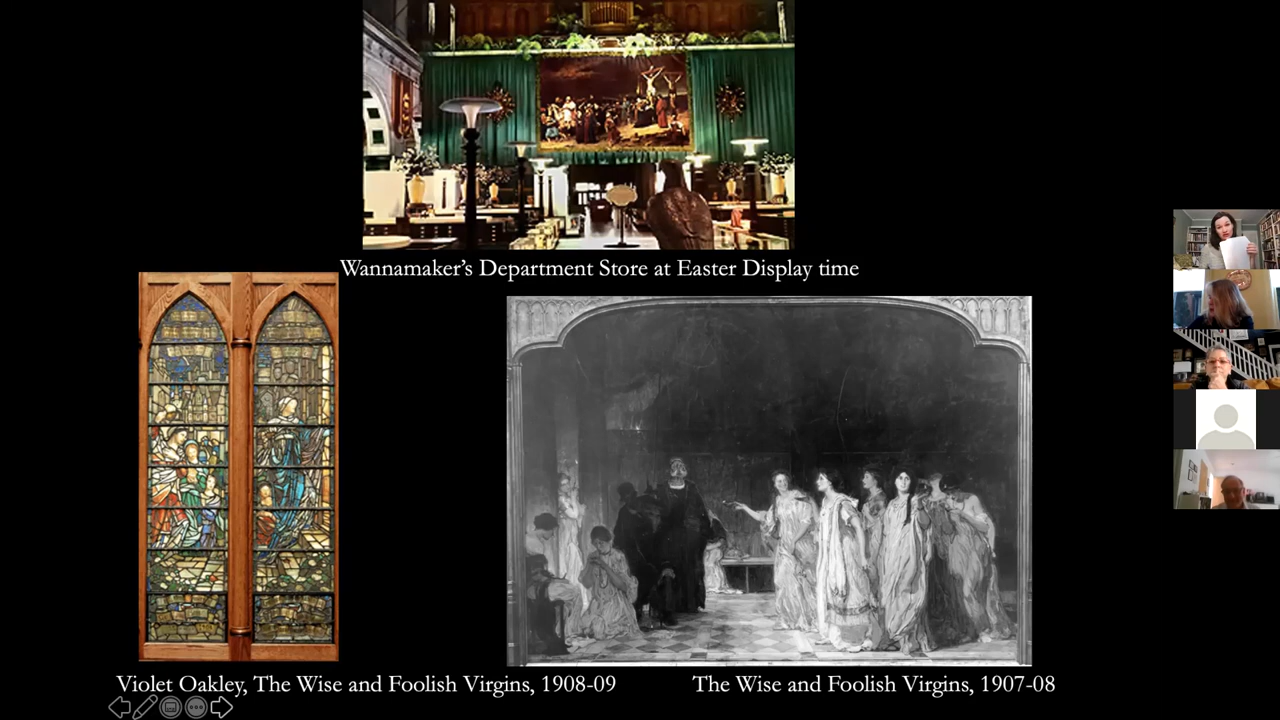 Wannamaker’s Department Store at Easter Display time
Violet Oakley, The Wise and Foolish Virgins, 1908-09
The Wise and Foolish Virgins, 1907-08